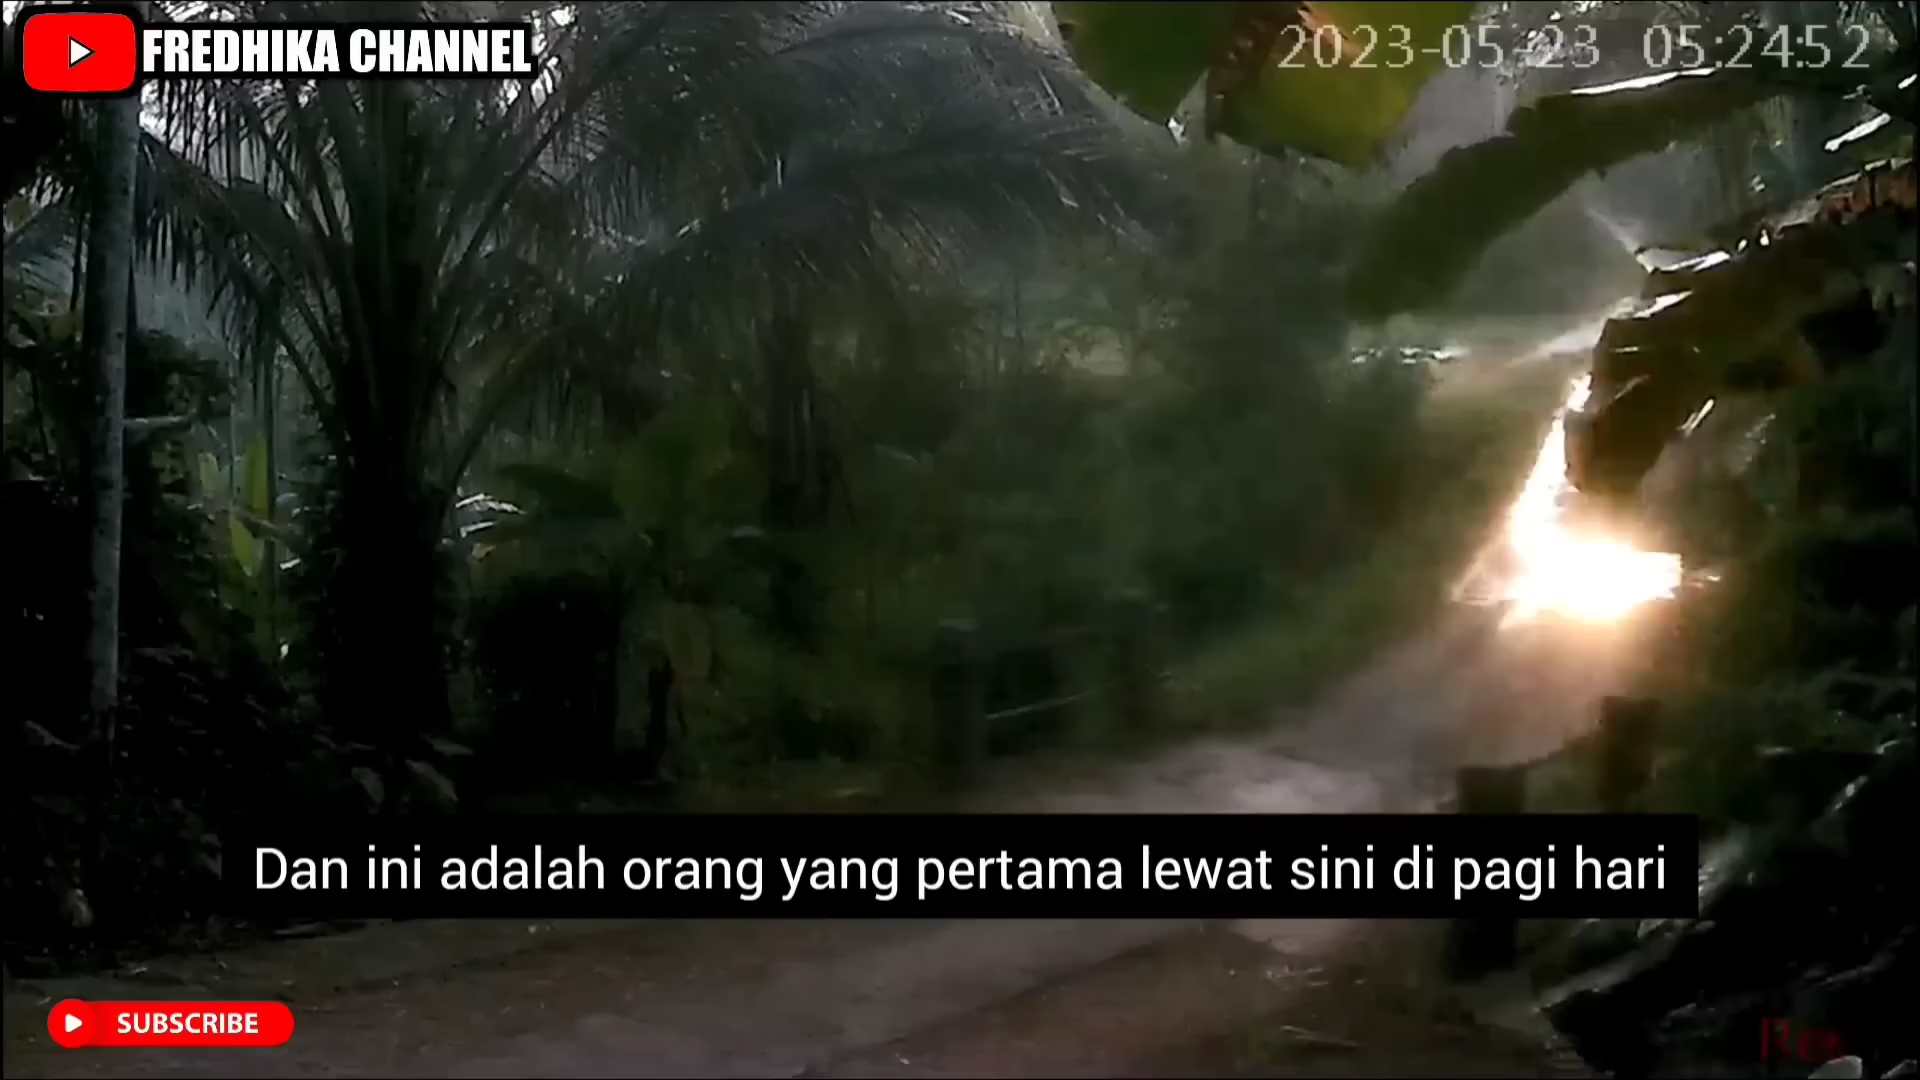 FREDHIKA CHANNEL
2023-05-23 05:24:52
Dan ini adalah orang yang pertama lewat sini di pagi hari
SUBSCRIBE